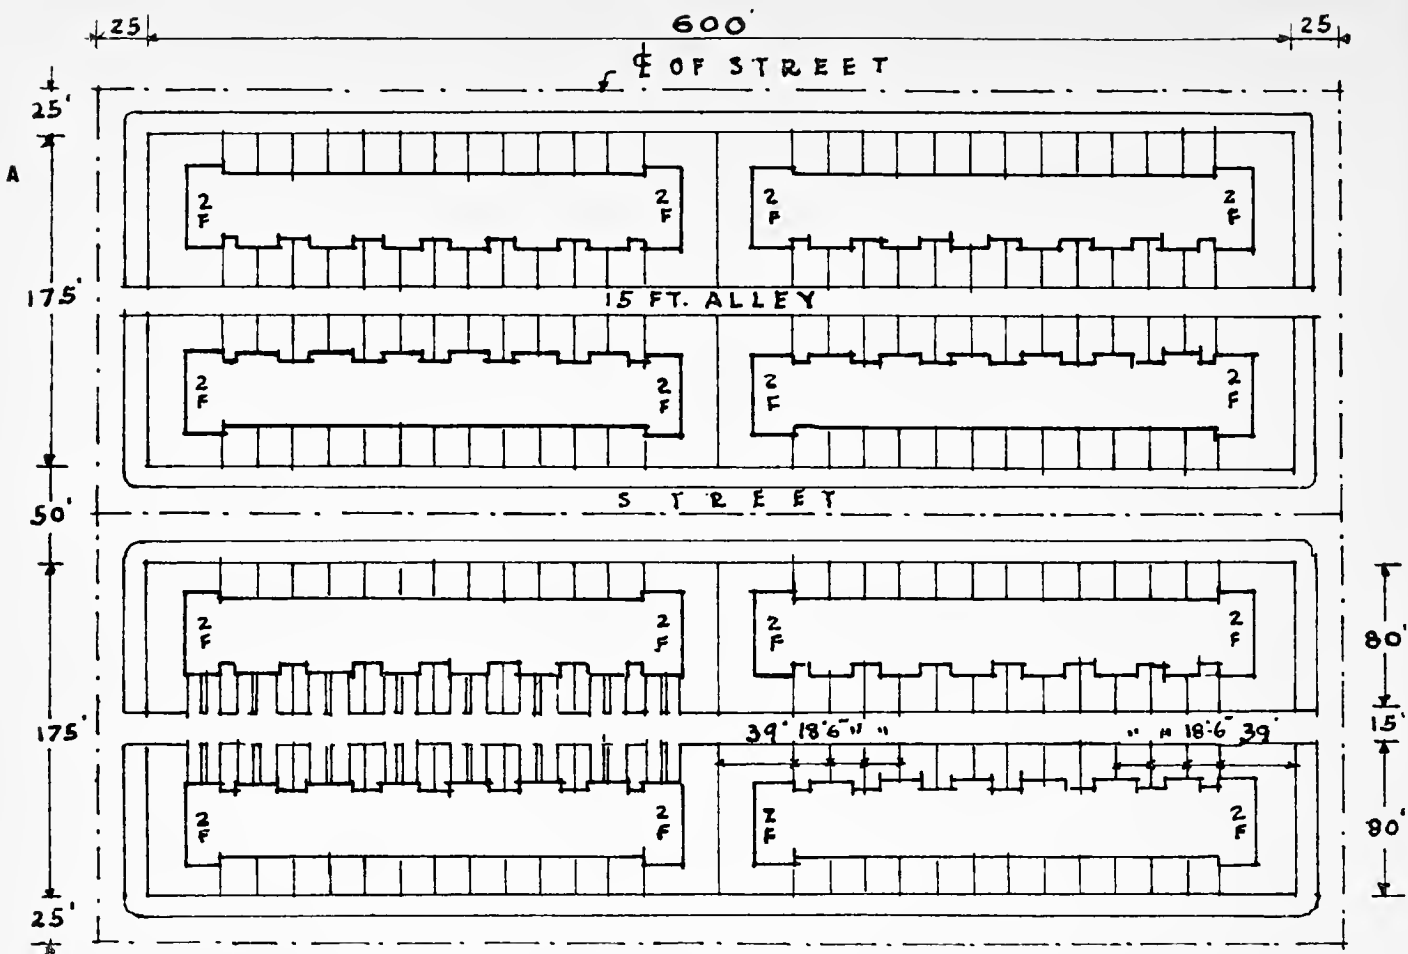 25 600' 25
℄ OF STREET
25'
A
2 F 2 F 2 F 2 F
175'
15 FT. ALLEY
2 F 2 F 2 F 2 F
STREET
50'
2 F 2 F 2 F 2 F
80'
175' 39' 18'6" " " " " 18'-6" 39' 15'
2 F 2 F 2 F 2 F
80'
25'